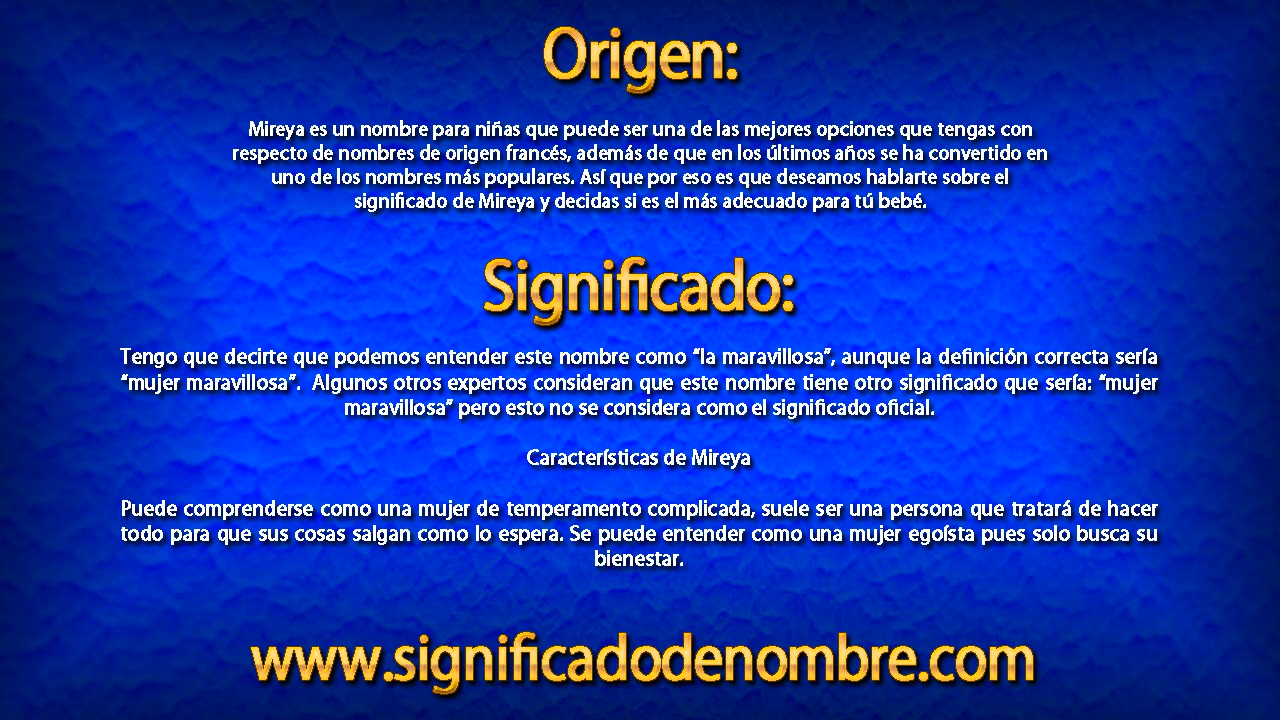 Origen:
Mireya es un nombre para niñas que puede ser una de las mejores opciones que tengas con
respecto de nombres de origen francés, además de que en los últimos años se ha convertido en
uno de los nombres más populares. Así que por eso es que deseamos hablarte sobre el
significado de Mireya y decidas si es el más adecuado para tú bebé.
Significado:
Tengo que decirte que podemos entender este nombre como “la maravillosa”, aunque la definición correcta sería
“mujer maravillosa”. Algunos otros expertos consideran que este nombre tiene otro significado que sería: “mujer
maravillosa” pero esto no se considera como el significado oficial.
Características de Mireya
Puede comprenderse como una mujer de temperamento complicada, suele ser una persona que tratará de hacer
todo para que sus cosas salgan como lo espera. Se puede entender como una mujer egoísta pues solo busca su
bienestar.
www.significadodenombre.com